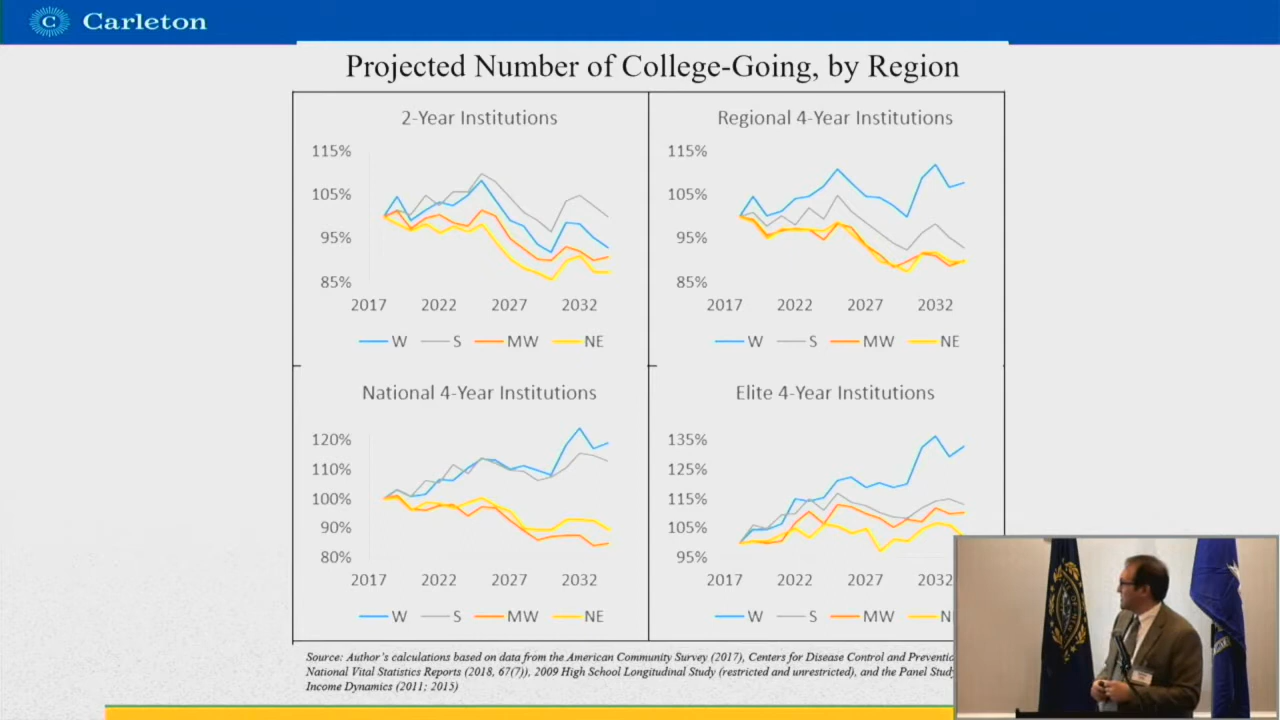 Carleton
Projected Number of College-Going, by Region
2-Year Institutions
115%
105%
95%
85%
2017 2022 2027 2032
W S MW NE
Regional 4-Year Institutions
115%
105%
95%
85%
2017 2022 2027 2032
W S MW NE
National 4-Year Institutions
120%
110%
100%
90%
80%
2017 2022 2027 2032
W S MW NE
Elite 4-Year Institutions
135%
125%
115%
105%
95%
2017 2022 2027 2032
W S MW
Source: Author's calculations based on data from the American Community Survey (2017), Centers for Disease Control and
National Vital Statistics Reports (2018, 67(7)), 2009 High School Longitudinal Study (restricted and unrestricted), and the Panel
Income Dynamics (2011; 2015)